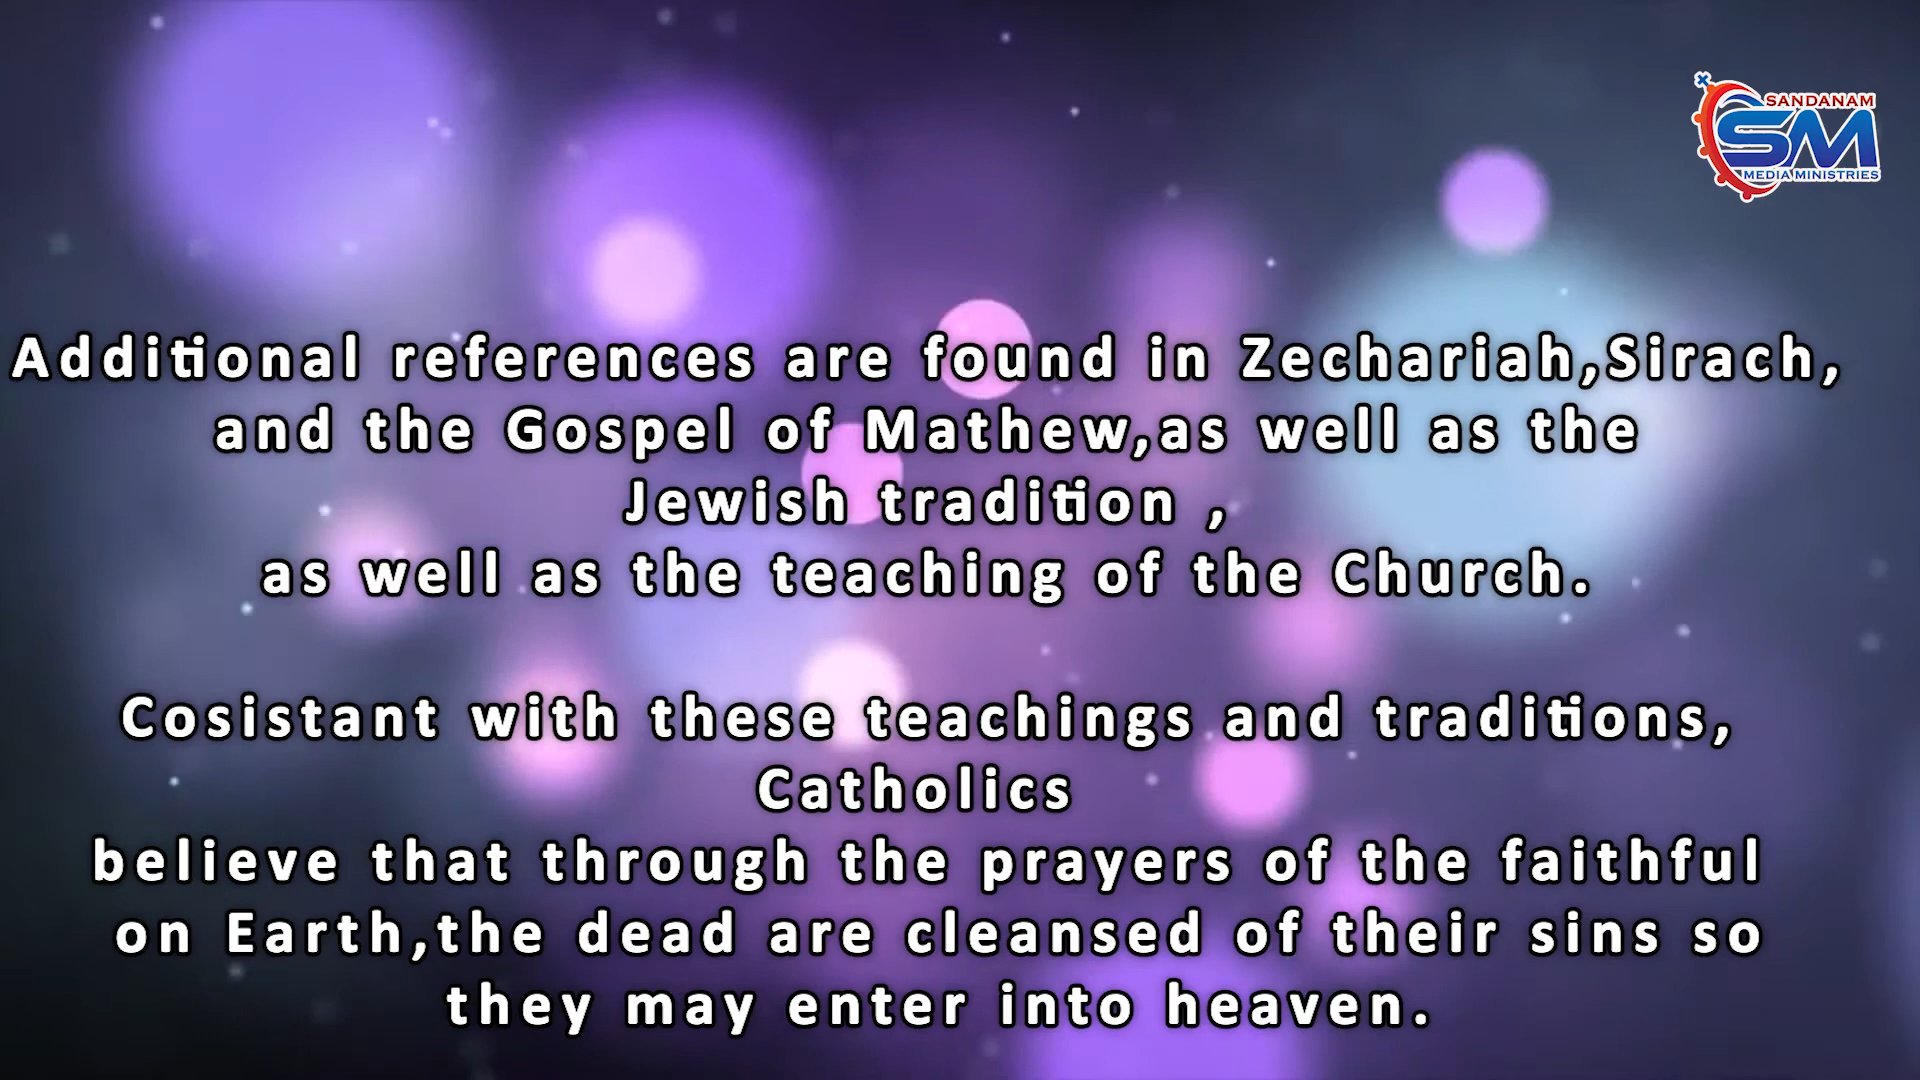 SANDANAM
SM
MEDIA MINISTRIES
Additional references are found in Zechariah,Sirach,
and the Gospel of Mathew,as well as the
Jewish tradition ,
as well as the teaching of the Church.
Cosistant with these teachings and traditions,
Catholics
believe that through the prayers of the faithful
on Earth,the dead are cleansed of their sins so
they may enter into heaven.